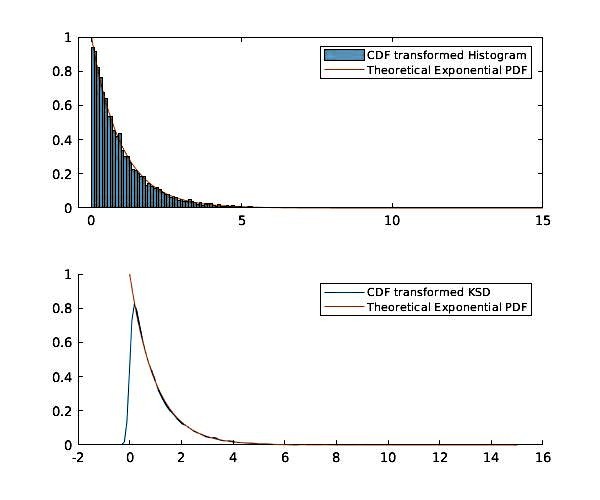 1
0.8
0.6
0.4
0.2
0
0 5 10 15
CDF transformed Histogram
Theoretical Exponential PDF
1
0.8
0.6
0.4
0.2
0
-2 0 2 4 6 8 10 12 14 16
CDF transformed KSD
Theoretical Exponential PDF